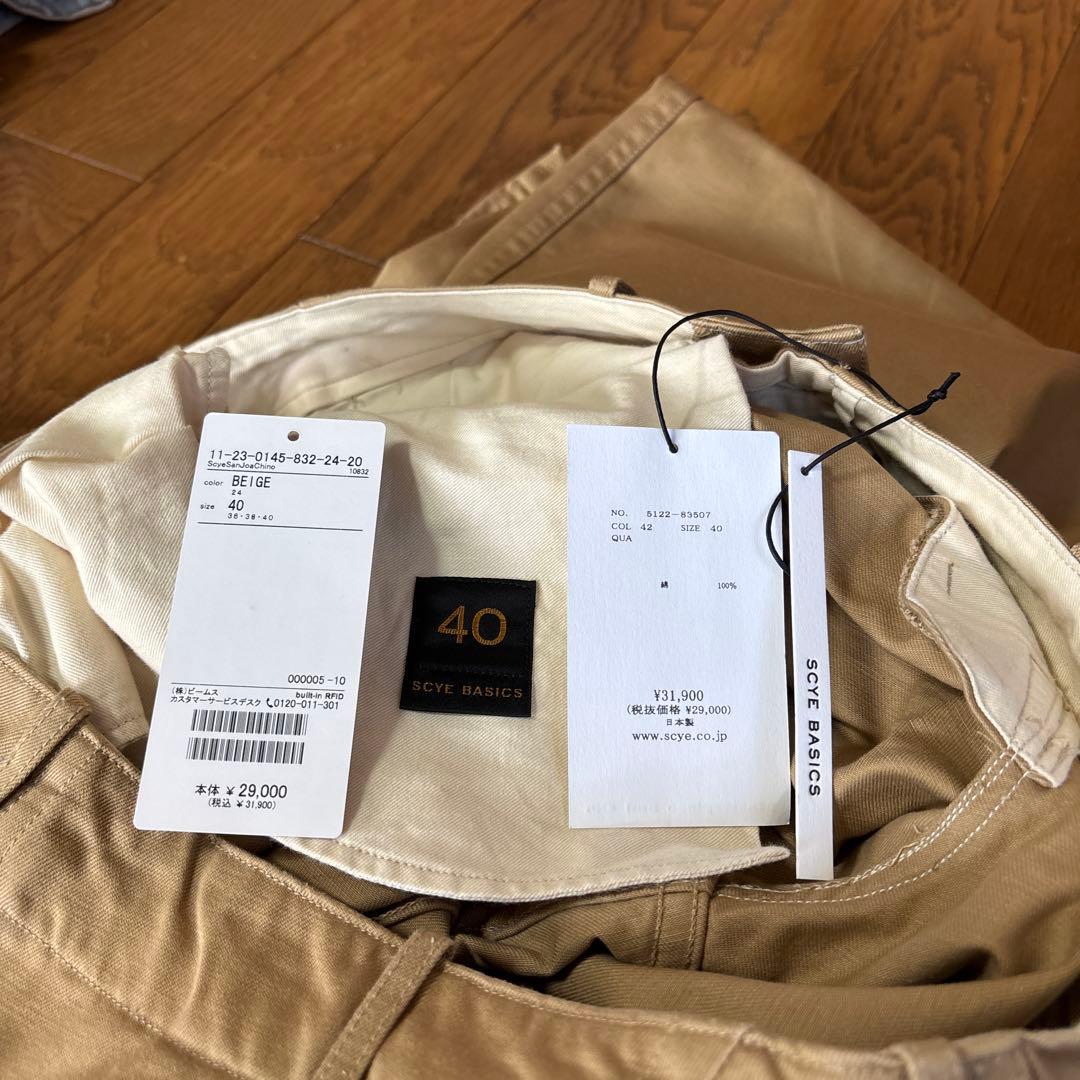 11-23-0145-832-24-20
ScyeSanJoaChino
10832
color BEIGE
24
size 40
36・38・40
000005-10
(株)ビームス built-in RFID
カスタマーサービスデスク 0120-011-301
本体 ¥29,000
(税込 ¥31,900)
40
SCYE BASICS
NO. 5122-83507
COL 42 SIZE 40
QUA
綿 100%
¥31,900
(税抜価格 ¥29,000)
日本製
www.scye.co.jp
SCYE BASICS